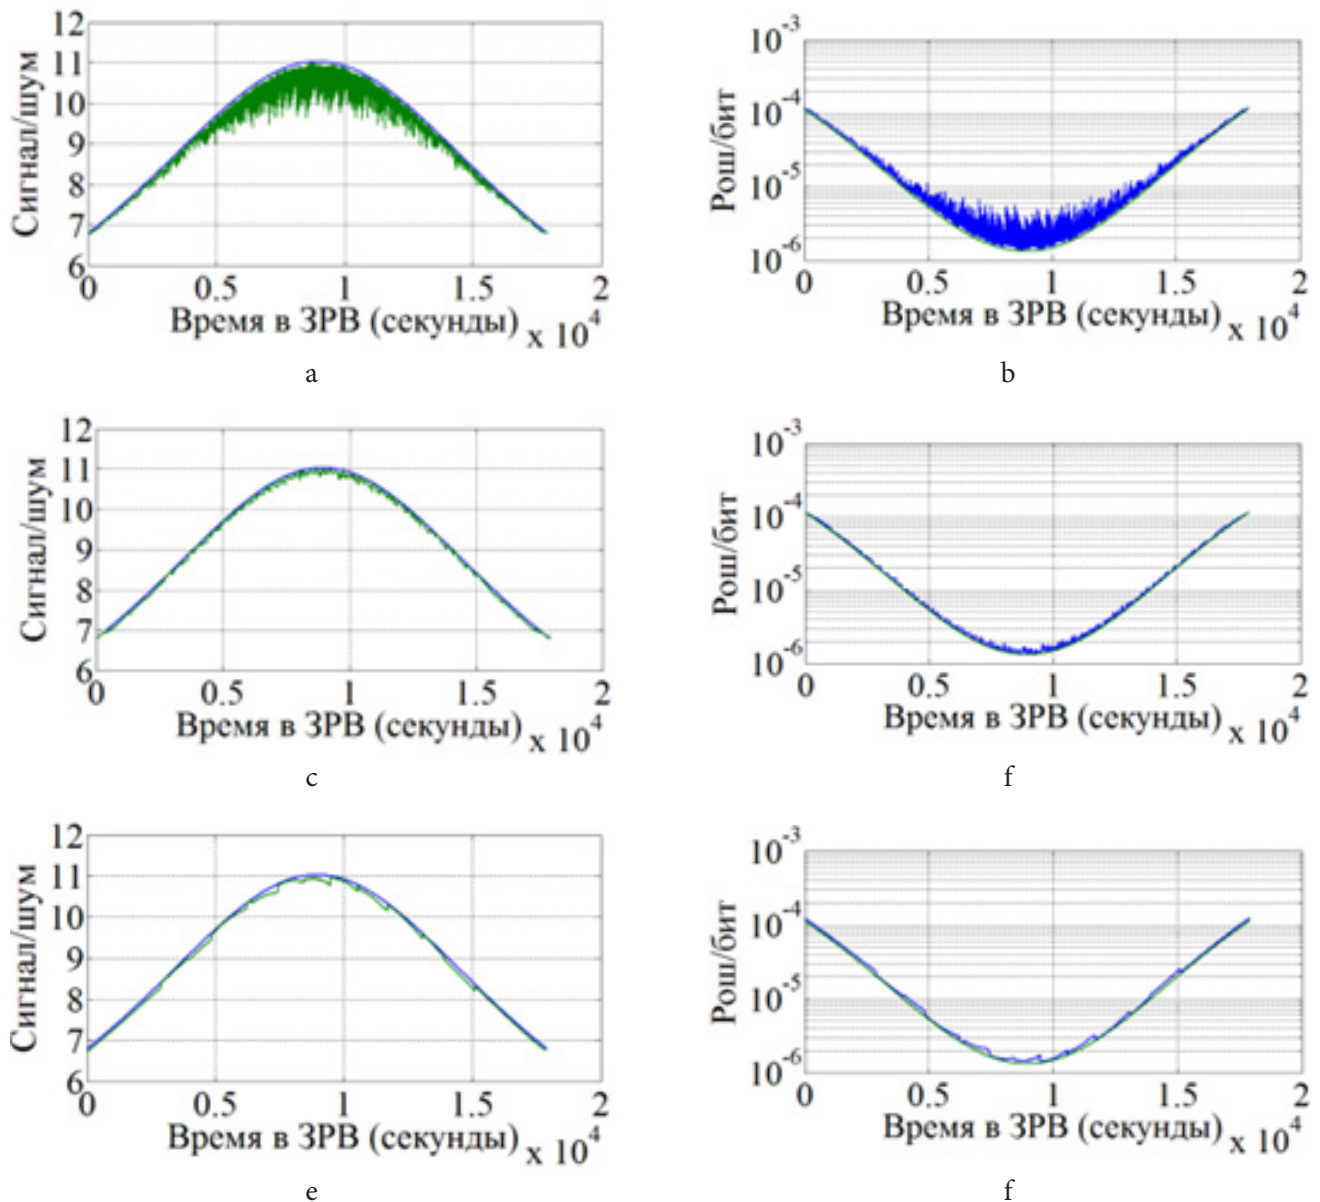 12
11
10
9
8
7
6
Сигнал/шум
0 0.5 1 1.5 2
Время в ЗРВ (секунды) x 10^4
a
10^-3
10^-4
10^-5
10^-6
Рош/бит
0 0.5 1 1.5 2
Время в ЗРВ (секунды) x 10^4
b
12
11
10
9
8
7
6
Сигнал/шум
0 0.5 1 1.5 2
Время в ЗРВ (секунды) x 10^4
c
10^-3
10^-4
10^-5
10^-6
Рош/бит
0 0.5 1 1.5 2
Время в ЗРВ (секунды) x 10^4
f
12
11
10
9
8
7
6
Сигнал/шум
0 0.5 1 1.5 2
Время в ЗРВ (секунды) x 10^4
e
10^-3
10^-4
10^-5
10^-6
Рош/бит
0 0.5 1 1.5 2
Время в ЗРВ (секунды) x 10^4
f